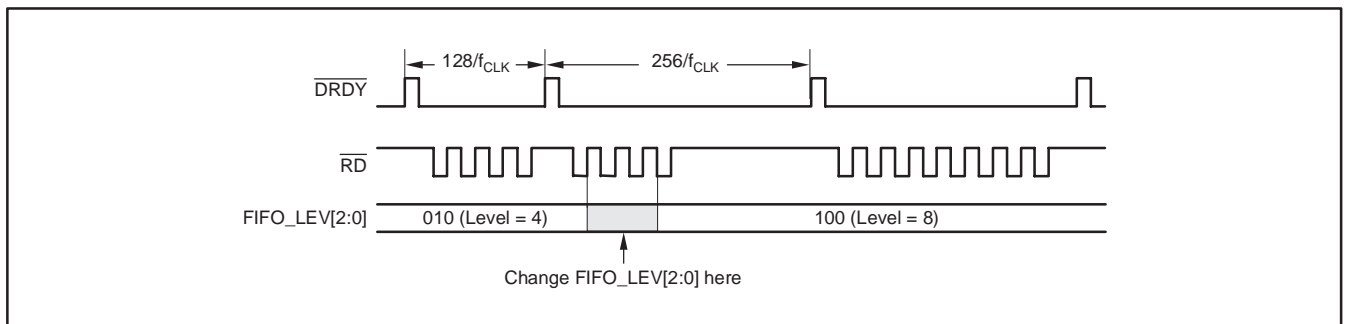 128/fCLK 256/fCLK
DRDY
RD
FIFO_LEV[2:0] 010 (Level = 4) 100 (Level = 8)
Change FIFO_LEV[2:0] here